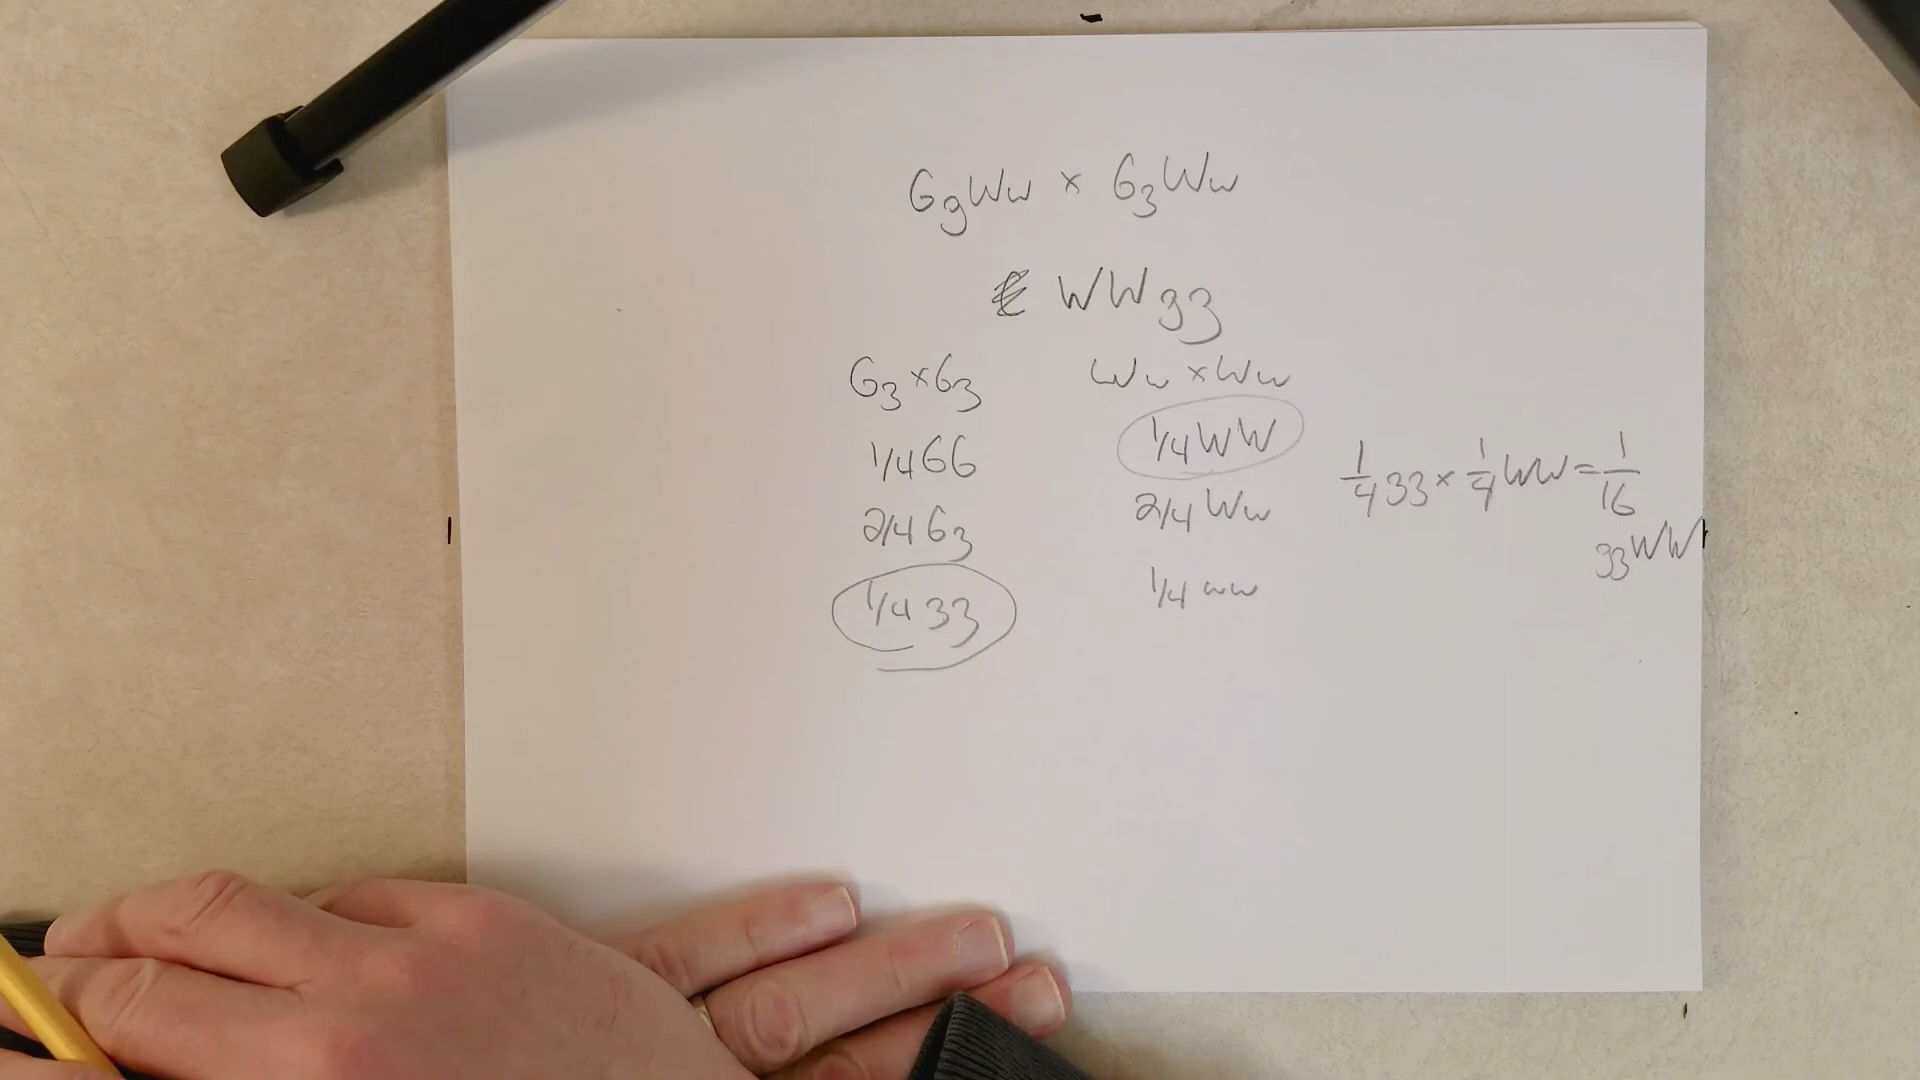 GgWw x GgWw
WWgg
Gg x Gg
Ww x Ww
1/4 GG
1/4 WW
2/4 Gg
2/4 Ww
1/4 gg
1/4 ww
1/4 gg x 1/4 WW = 1/16
ggWW